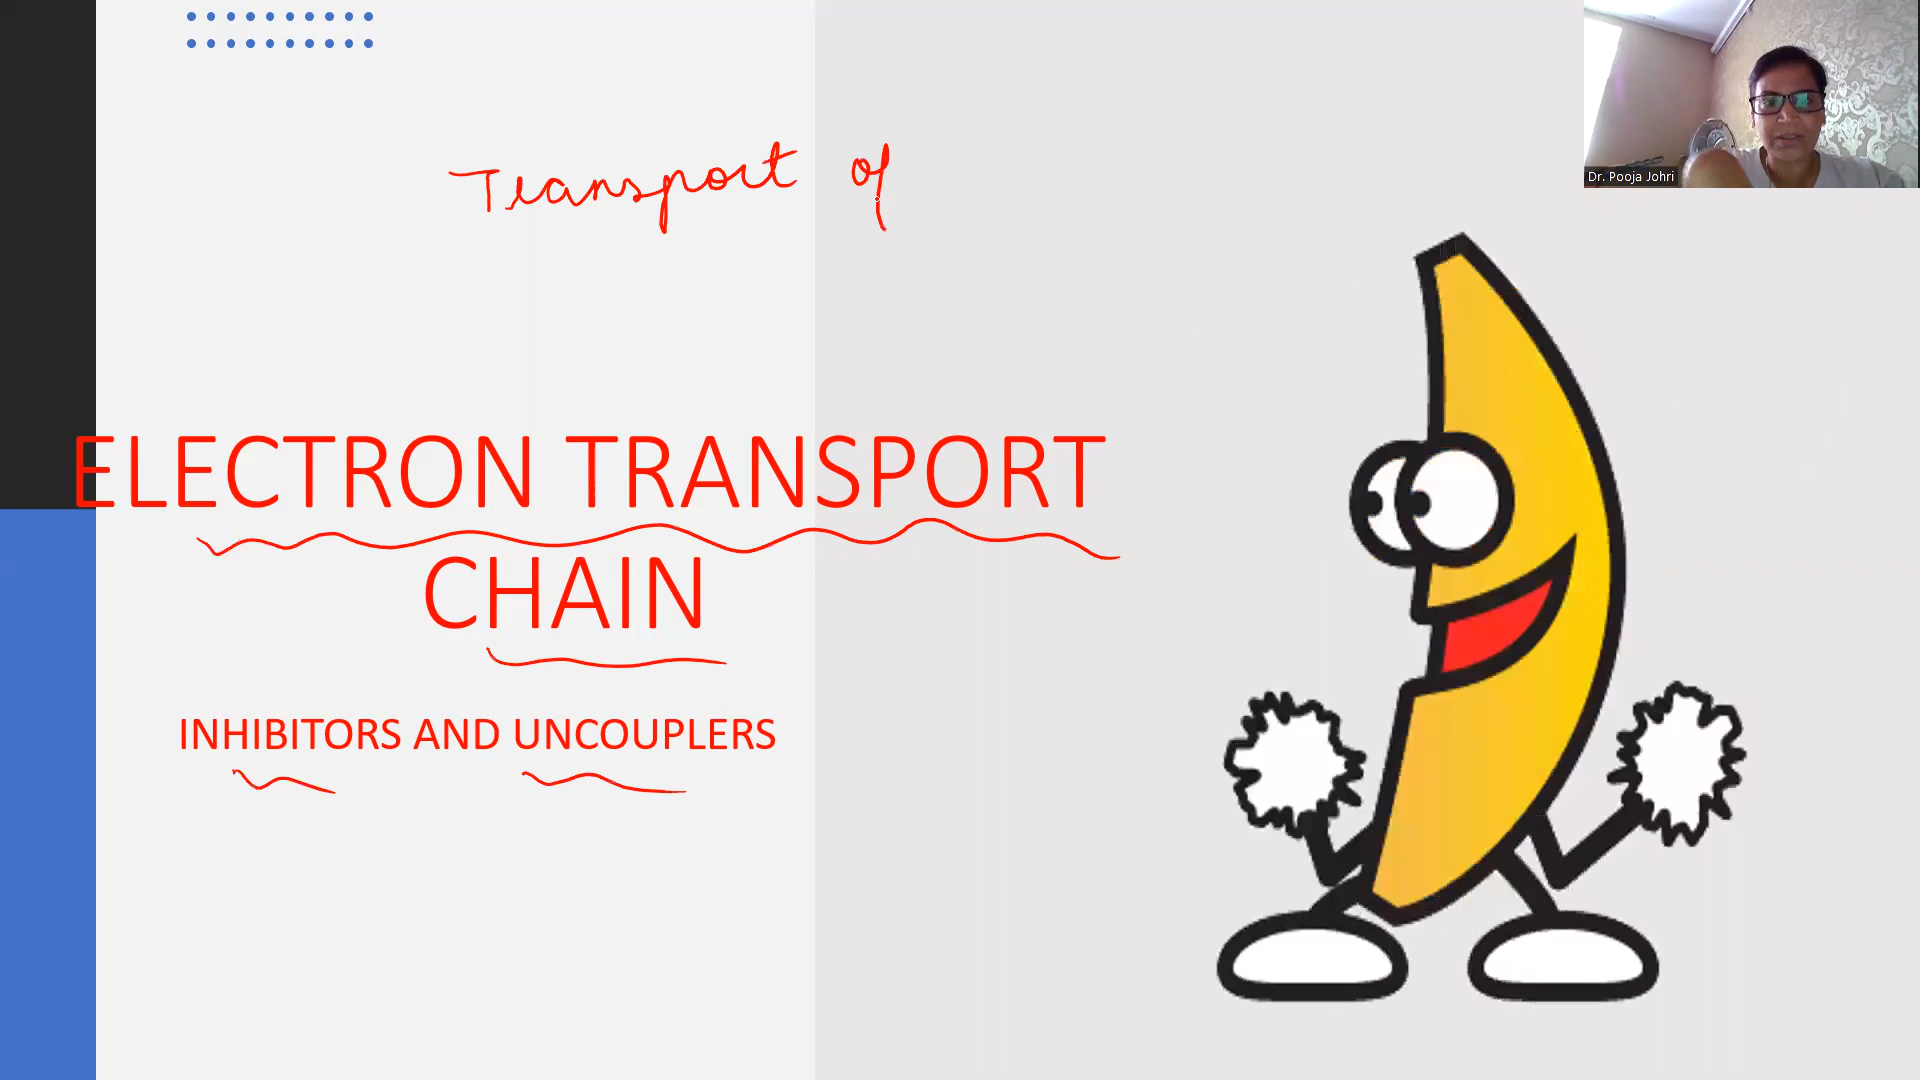 Dr. Pooja Johri
Transport of
ELECTRON TRANSPORT
CHAIN
INHIBITORS AND UNCOUPLERS